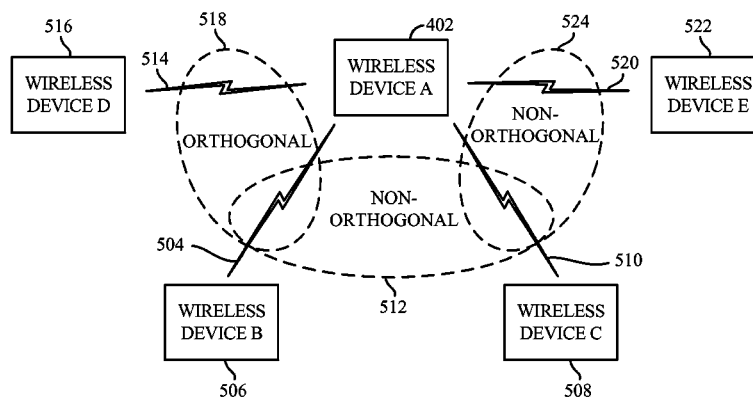 516
518
402
524
522
514
520
WIRELESS
DEVICE D
WIRELESS
DEVICE A
WIRELESS
DEVICE E
ORTHOGONAL
NON-
ORTHOGONAL
NON-
ORTHOGONAL
504
510
512
WIRELESS
DEVICE B
WIRELESS
DEVICE C
506
508